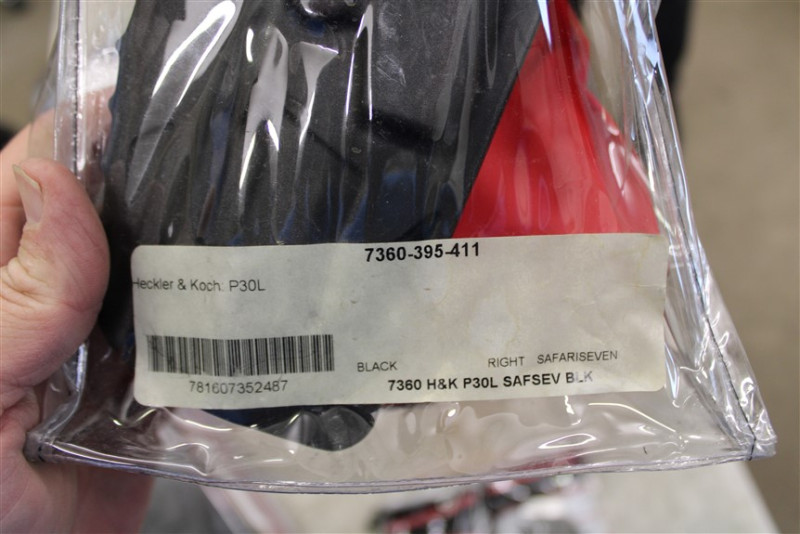 7360-395-411
Heckler & Koch. P30L
BLACK RIGHT SAFARISEVEN
781607352487
7360 H&K P30L SAFSEV BLK